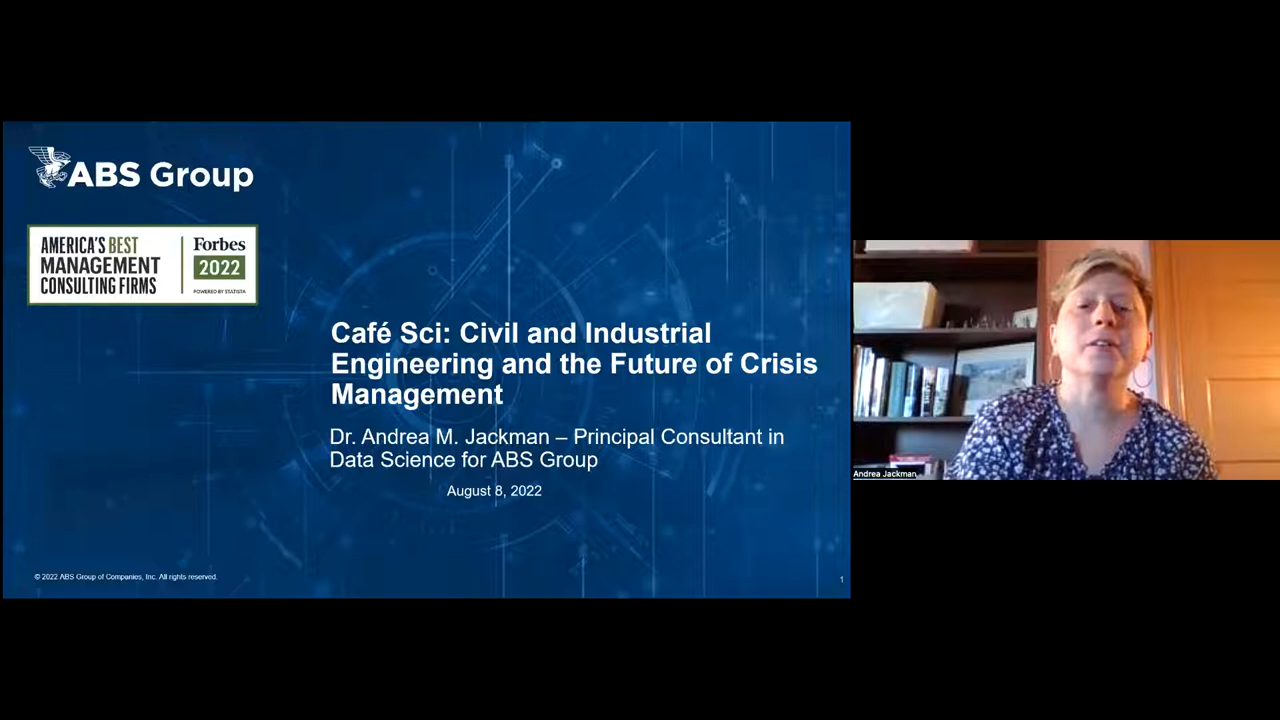 ABS Group
AMERICA'S BEST
MANAGEMENT
CONSULTING FIRMS
Forbes
2022
POWERED BY STATISTA
Café Sci: Civil and Industrial
Engineering and the Future of Crisis
Management
Dr. Andrea M. Jackman – Principal Consultant in
Data Science for ABS Group
August 8, 2022
© 2022 ABS Group of Companies, Inc. All rights reserved.
1
Andrea Jackman